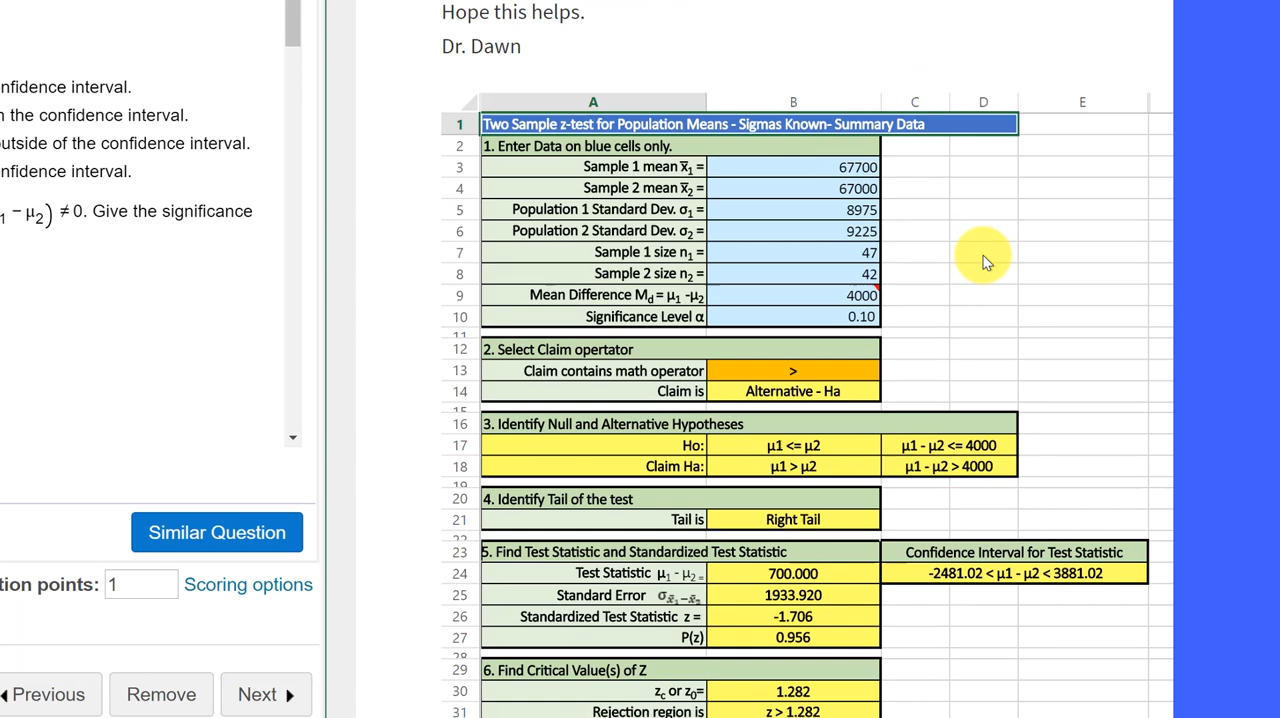 Hope this helps.
Dr. Dawn
nfidence interval.
n the confidence interval.
utside of the confidence interval.
nfidence interval.
1 − μ2) ≠ 0. Give the significance
Similar Question
tion points: 1 Scoring options
Previous Remove Next
A B C D E
1 Two Sample z-test for Population Means - Sigmas Known- Summary Data
2 1. Enter Data on blue cells only.
3 Sample 1 mean x̄1 = 67700
4 Sample 2 mean x̄2 = 67000
5 Population 1 Standard Dev. σ1 = 8975
6 Population 2 Standard Dev. σ2 = 9225
7 Sample 1 size n1 = 47
8 Sample 2 size n2 = 42
9 Mean Difference Md = μ1 -μ2 4000
10 Significance Level α 0.10
11
12 2. Select Claim opertator
13 Claim contains math operator >
14 Claim is Alternative - Ha
15
16 3. Identify Null and Alternative Hypotheses
17 Ho: μ1 <= μ2 μ1 - μ2 <= 4000
18 Claim Ha: μ1 > μ2 μ1 - μ2 > 4000
19
20 4. Identify Tail of the test
21 Tail is Right Tail
22
23 5. Find Test Statistic and Standardized Test Statistic Confidence Interval for Test Statistic
24 Test Statistic μ1 - μ2 = 700.000 -2481.02 < μ1 - μ2 < 3881.02
25 Standard Error σx̄1−x̄2 1933.920
26 Standardized Test Statistic z = -1.706
27 P(z) 0.956
28
29 6. Find Critical Value(s) of Z
30 zc or z0= 1.282
31 Rejection region is z > 1.282